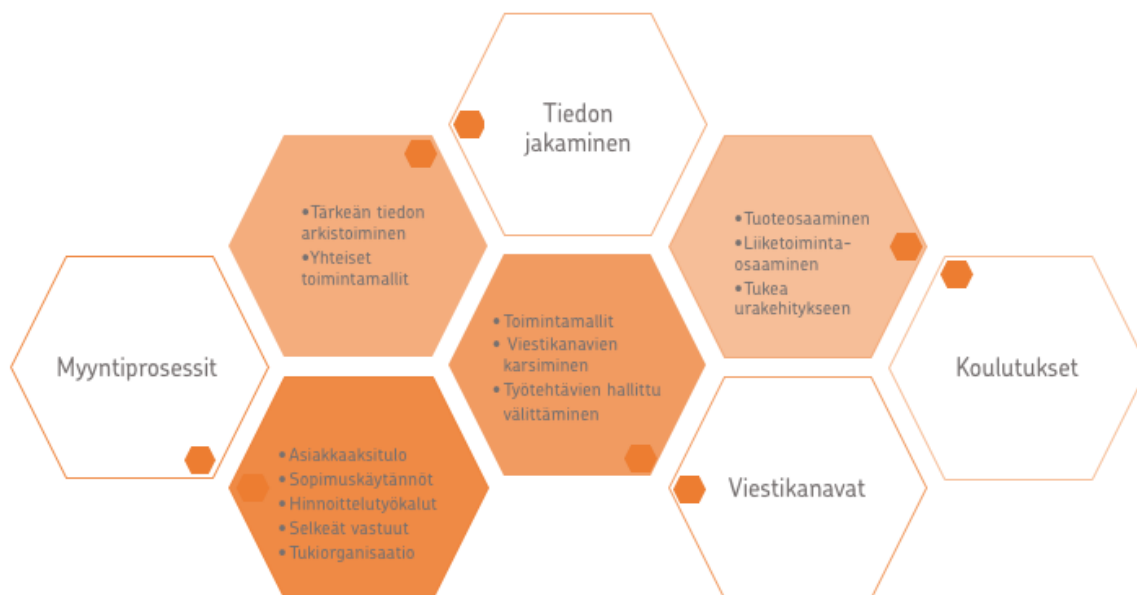 Tiedon
jakaminen
•Tärkeän tiedon
arkistoiminen
•Yhteiset
toimintamallit
•Tuoteosaaminen
•Liiketoiminta-
osaaminen
•Tukea
urakehitykseen
Myyntiprosessit
• Toimintamallit
• Viestikanavien
karsiminen
• Työtehtävien hallittu
välittäminen
Koulutukset
•Asiakkaaksitulo
•Sopimuskäytännöt
•Hinnoittelutyökalut
•Selkeät vastuut
•Tukiorganisaatio
Viestikanavat